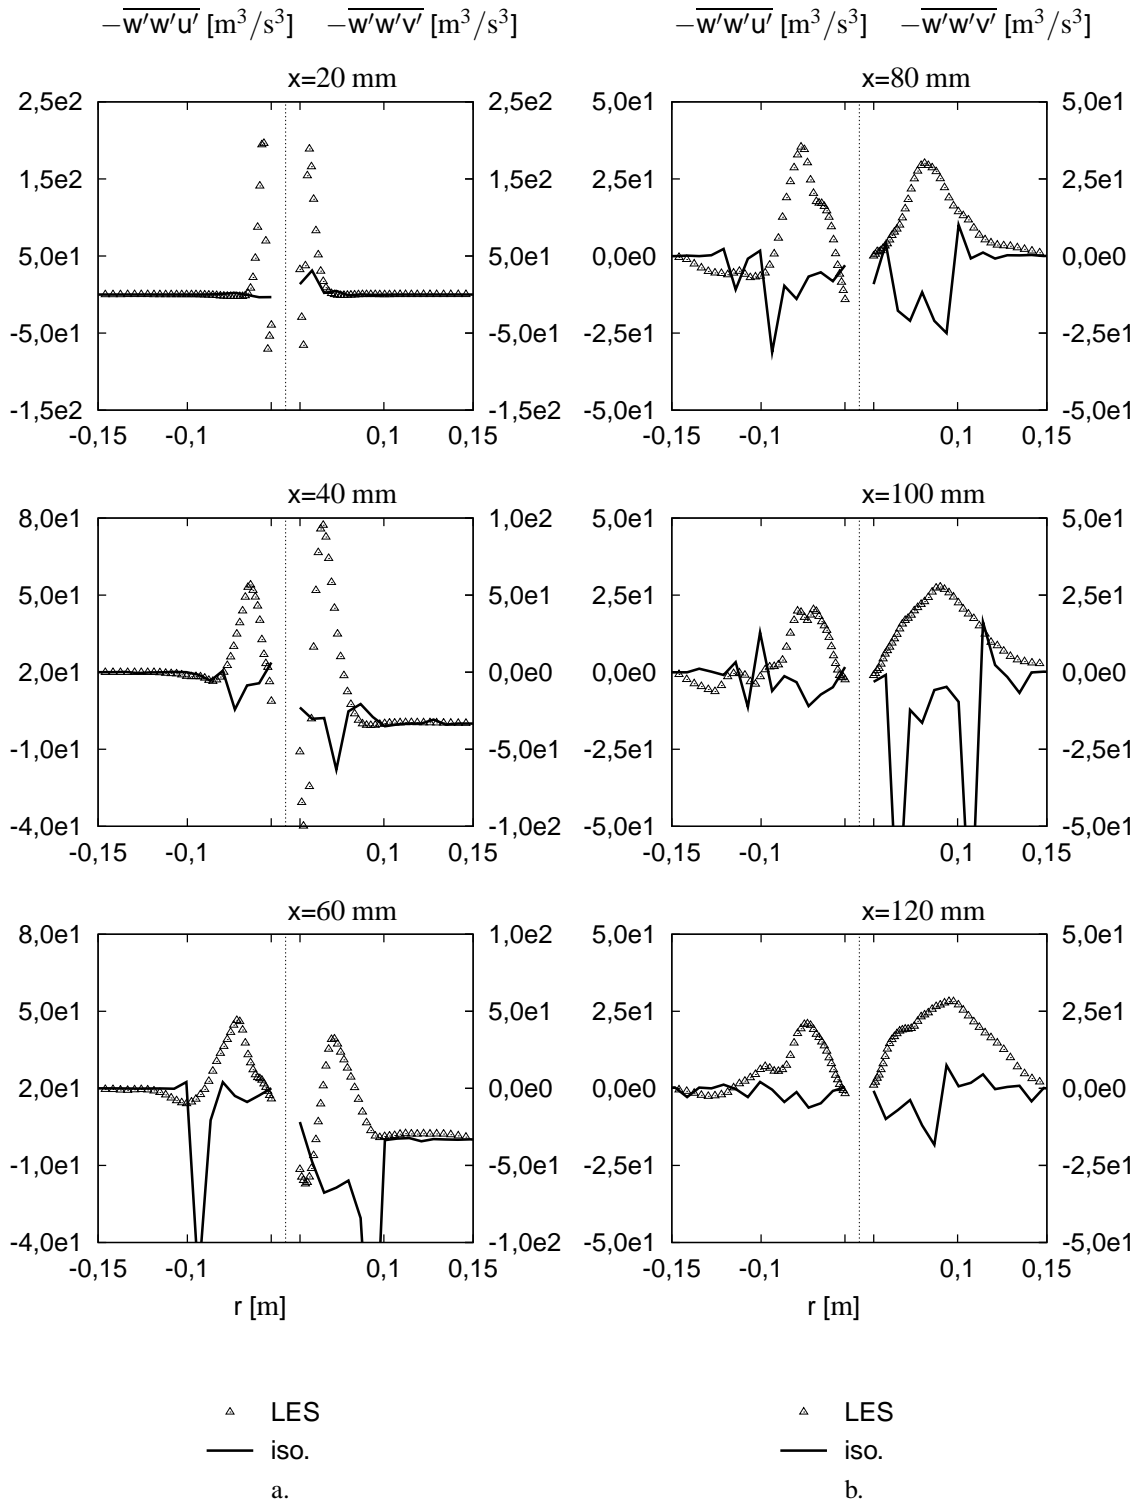 −w′w′u′ [m³/s³] −w′w′v′ [m³/s³] −w′w′u′ [m³/s³] −w′w′v′ [m³/s³]
x=20 mm x=80 mm
2,5e2 2,5e2 5,0e1 5,0e1
1,5e2 1,5e2 2,5e1 2,5e1
5,0e1 5,0e1 0,0e0 0,0e0
-5,0e1 -5,0e1 -2,5e1 -2,5e1
-1,5e2 -1,5e2 -5,0e1 -5,0e1
-0,15 -0,1 0,1 0,15 -0,15 -0,1 0,1 0,15
x=40 mm x=100 mm
8,0e1 1,0e2 5,0e1 5,0e1
5,0e1 5,0e1 2,5e1 2,5e1
2,0e1 0,0e0 0,0e0 0,0e0
-1,0e1 -5,0e1 -2,5e1 -2,5e1
-4,0e1 -1,0e2 -5,0e1 -5,0e1
-0,15 -0,1 0,1 0,15 -0,15 -0,1 0,1 0,15
x=60 mm x=120 mm
8,0e1 1,0e2 5,0e1 5,0e1
5,0e1 5,0e1 2,5e1 2,5e1
2,0e1 0,0e0 0,0e0 0,0e0
-1,0e1 -5,0e1 -2,5e1 -2,5e1
-4,0e1 -1,0e2 -5,0e1 -5,0e1
-0,15 -0,1 0,1 0,15 -0,15 -0,1 0,1 0,15
r [m] r [m]
LES LES
iso. iso.
a. b.